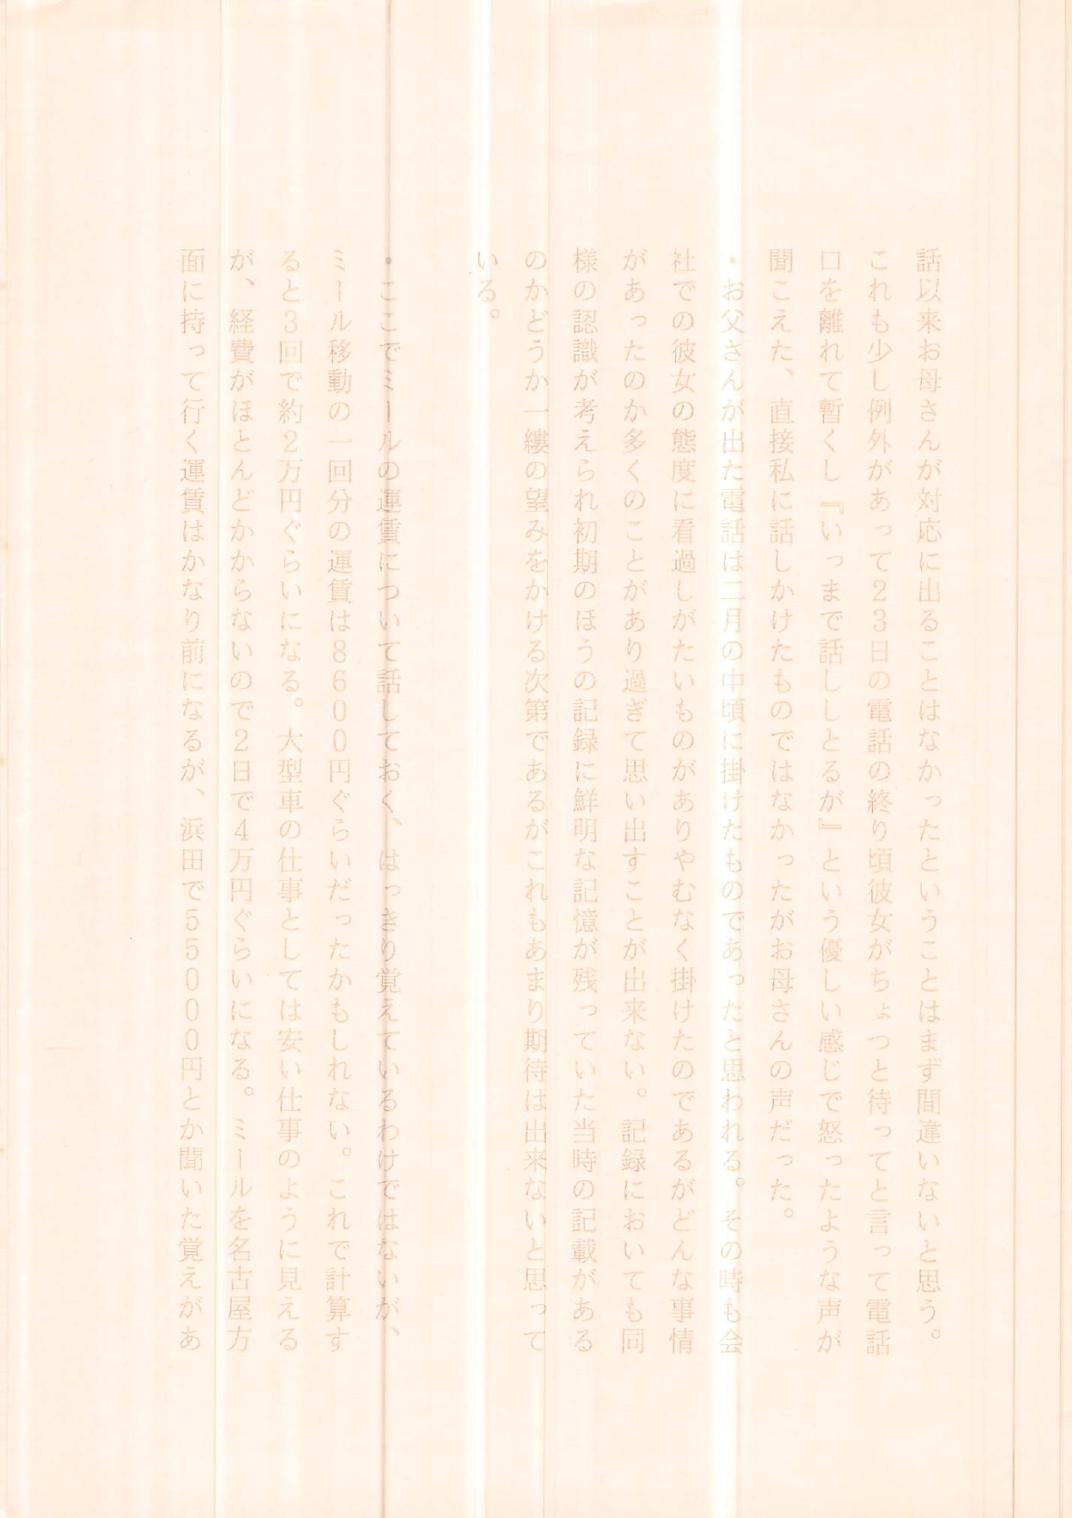 話以来お母さんが対応に出ることはなかったということはまず間違いないと思う。
これも少し例外があって23日の電話の終り頃彼女がちょっと待ってと言って電話
口を離れて暫くし『いっまで話ししとるが』という優しい感じで怒ったような声が
聞こえた、直接私に話しかけたものではなかったがお母さんの声だった。
・お父さんが出た電話は二月の中頃に掛けたものであったと思われる。その時も会
社での彼女の態度に看過しがたいものがありやむなく掛けたのであるがどんな事情
があったのか多くのことがあり過ぎて思い出すことが出来ない。記録においても同
様の認識が考えられ初期のほうの記録に鮮明な記憶が残っていた当時の記載がある
のかどうか一縷の望みをかける次第であるがこれもあまり期待は出来ないと思って
いる。
・ここでミールの運賃について話しておく、はっきり覚えているわけではないが、
ミール移動の一回分の運賃は8600円ぐらいだったかもしれない。これで計算す
ると3回で約2万円ぐらいになる。大型車の仕事としては安い仕事のように見える
が、経費がほとんどかからないので2日で4万円ぐらいになる。ミールを名古屋方
面に持って行く運賃はかなり前になるが、浜田で55000円とか聞いた覚えがあ